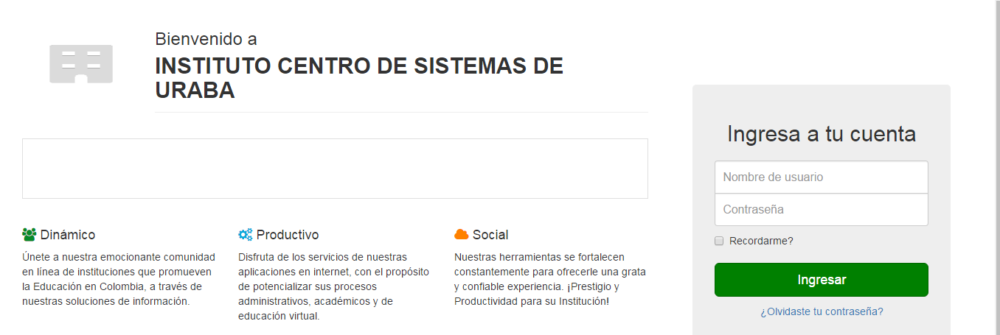 Bienvenido a
INSTITUTO CENTRO DE SISTEMAS DE
URABA
Dinámico
Únete a nuestra emocionante comunidad
en línea de instituciones que promueven
la Educación en Colombia, a través de
nuestras soluciones de información.
Productivo
Disfruta de los servicios de nuestras
aplicaciones en internet, con el propósito
de potencializar sus procesos
administrativos, académicos y de
educación virtual.
Social
Nuestras herramientas se fortalecen
constantemente para ofrecerle una grata
y confiable experiencia. ¡Prestigio y
Productividad para su Institución!
Ingresa a tu cuenta
Nombre de usuario
Contraseña
Recordarme?
Ingresar
¿Olvidaste tu contraseña?